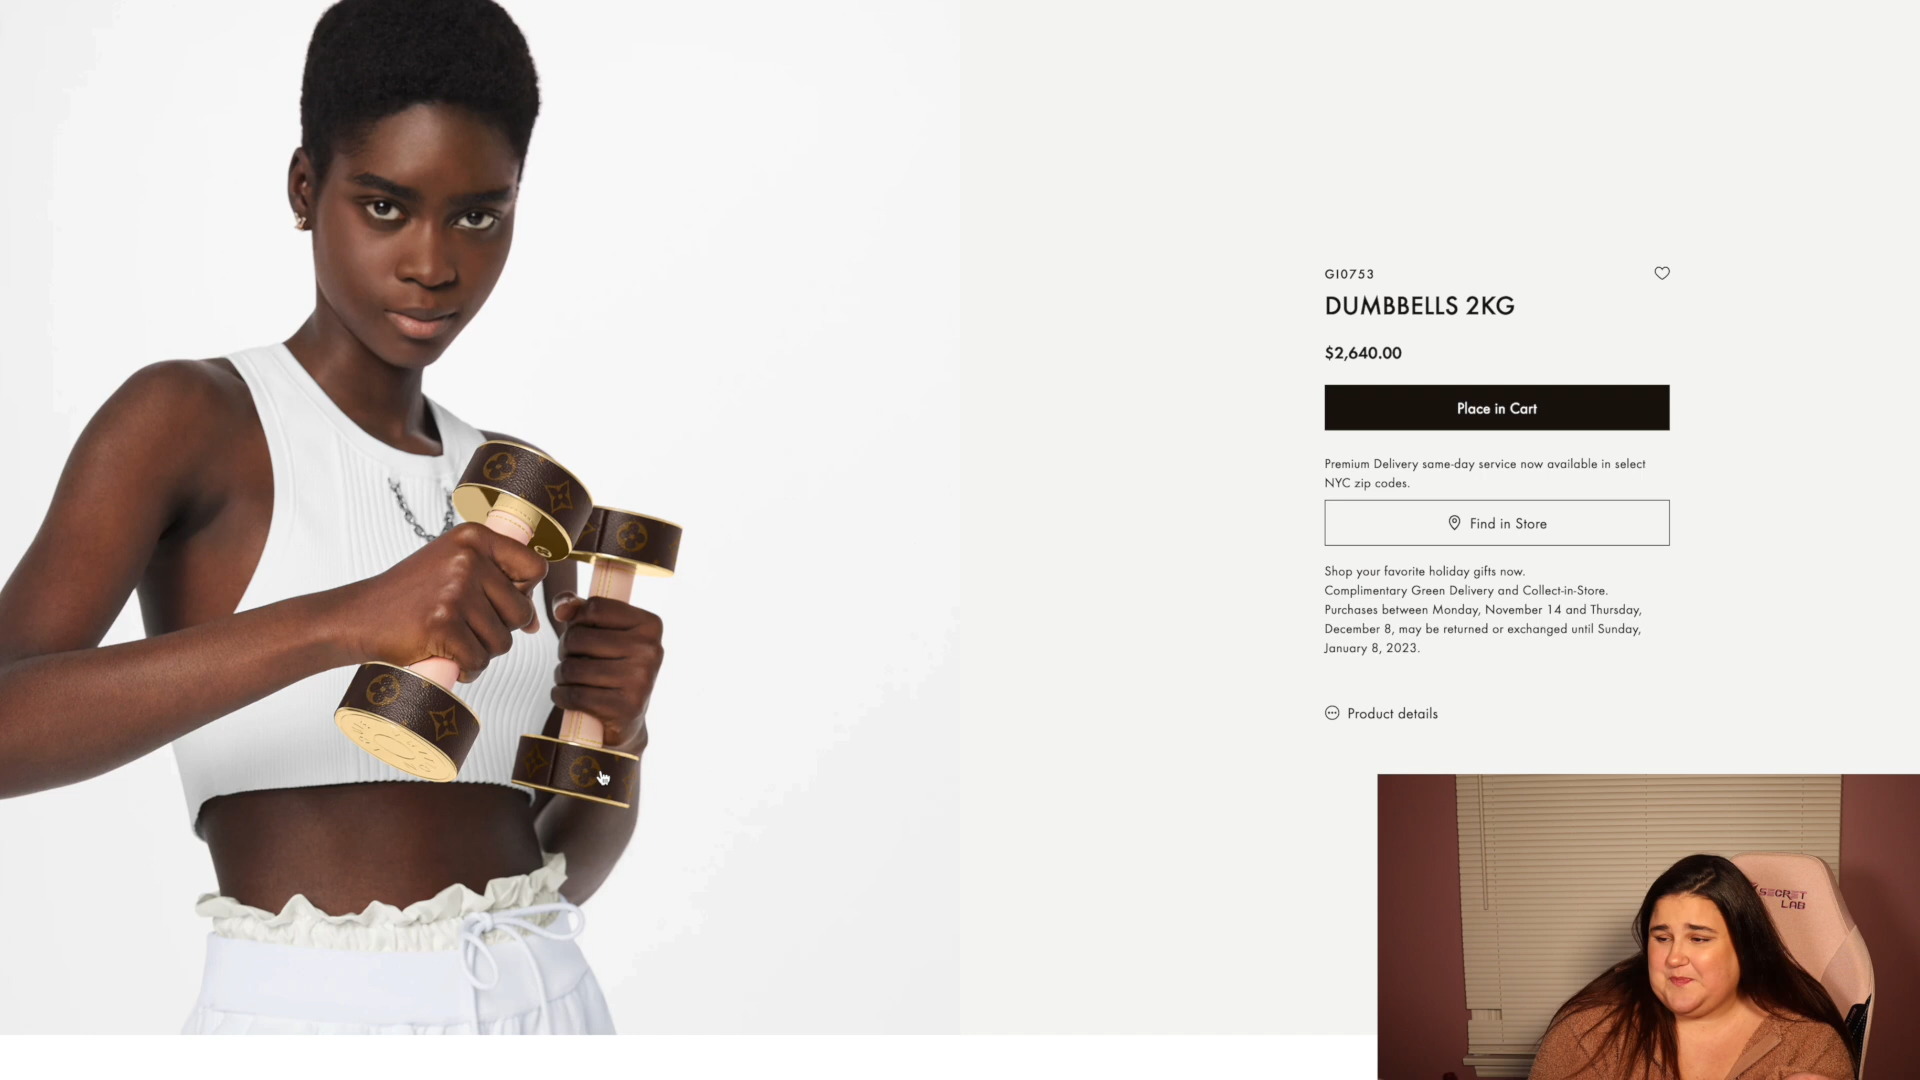 GI0753
DUMBBELLS 2KG
$2,640.00
Place in Cart
Premium Delivery same-day service now available in select
NYC zip codes.
Find in Store
Shop your favorite holiday gifts now.
Complimentary Green Delivery and Collect-in-Store.
Purchases between Monday, November 14 and Thursday,
December 8, may be returned or exchanged until Sunday,
January 8, 2023.
Product details
SECRET
LAB